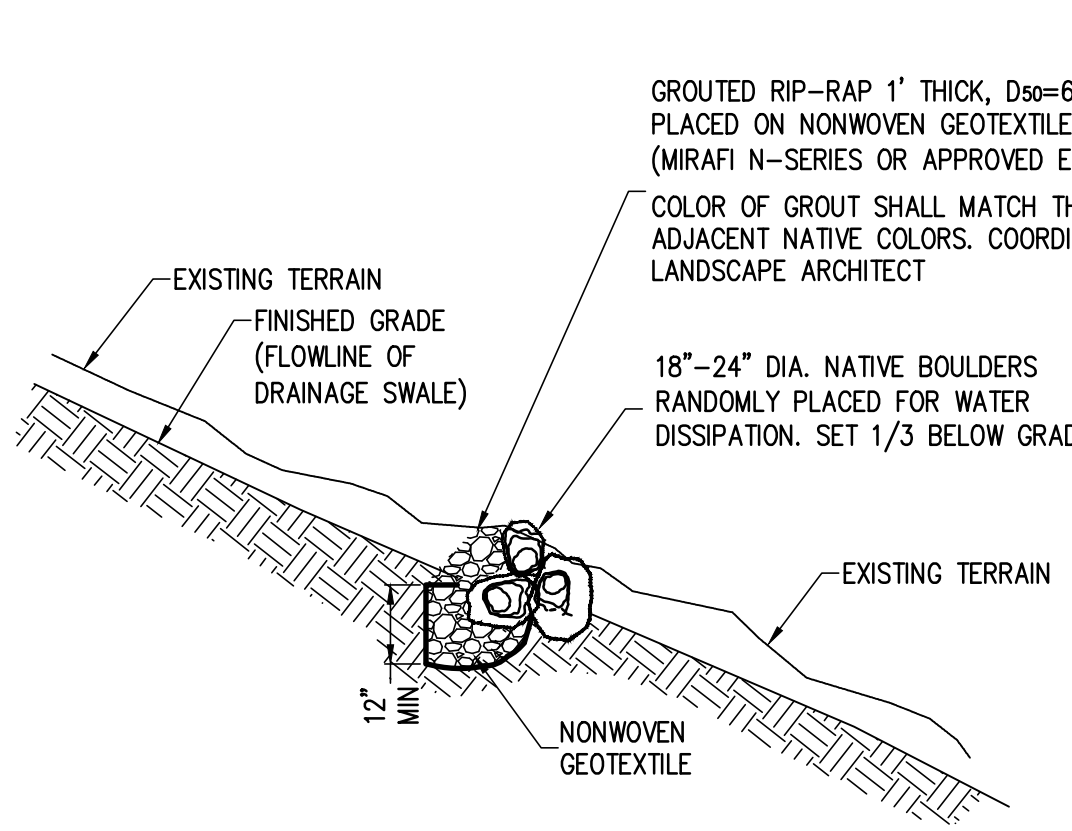 GROUTED RIP-RAP 1' THICK, D50=6
PLACED ON NONWOVEN GEOTEXTILE
(MIRAFI N-SERIES OR APPROVED E
COLOR OF GROUT SHALL MATCH TH
ADJACENT NATIVE COLORS. COORDI
LANDSCAPE ARCHITECT
EXISTING TERRAIN
FINISHED GRADE
(FLOWLINE OF
DRAINAGE SWALE)
18"-24" DIA. NATIVE BOULDERS
RANDOMLY PLACED FOR WATER
DISSIPATION. SET 1/3 BELOW GRAD
EXISTING TERRAIN
12"
MIN
NONWOVEN
GEOTEXTILE